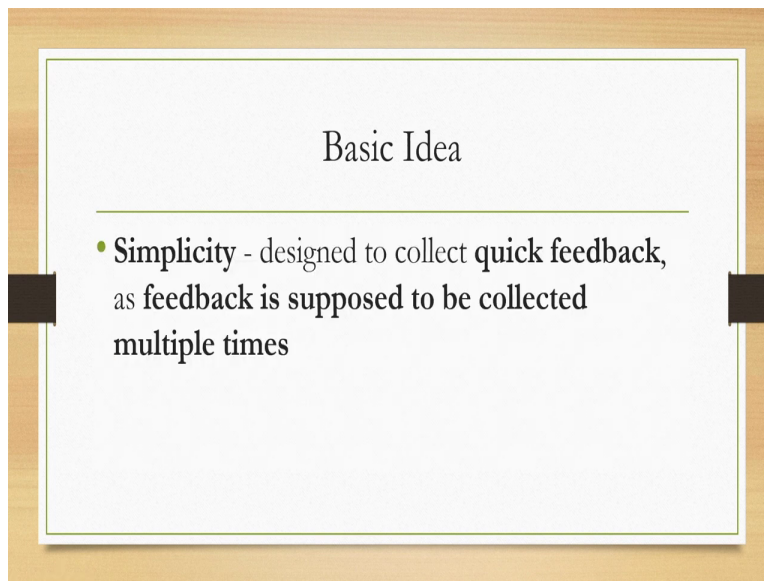 Basic Idea
• Simplicity - designed to collect quick feedback,
as feedback is supposed to be collected
multiple times